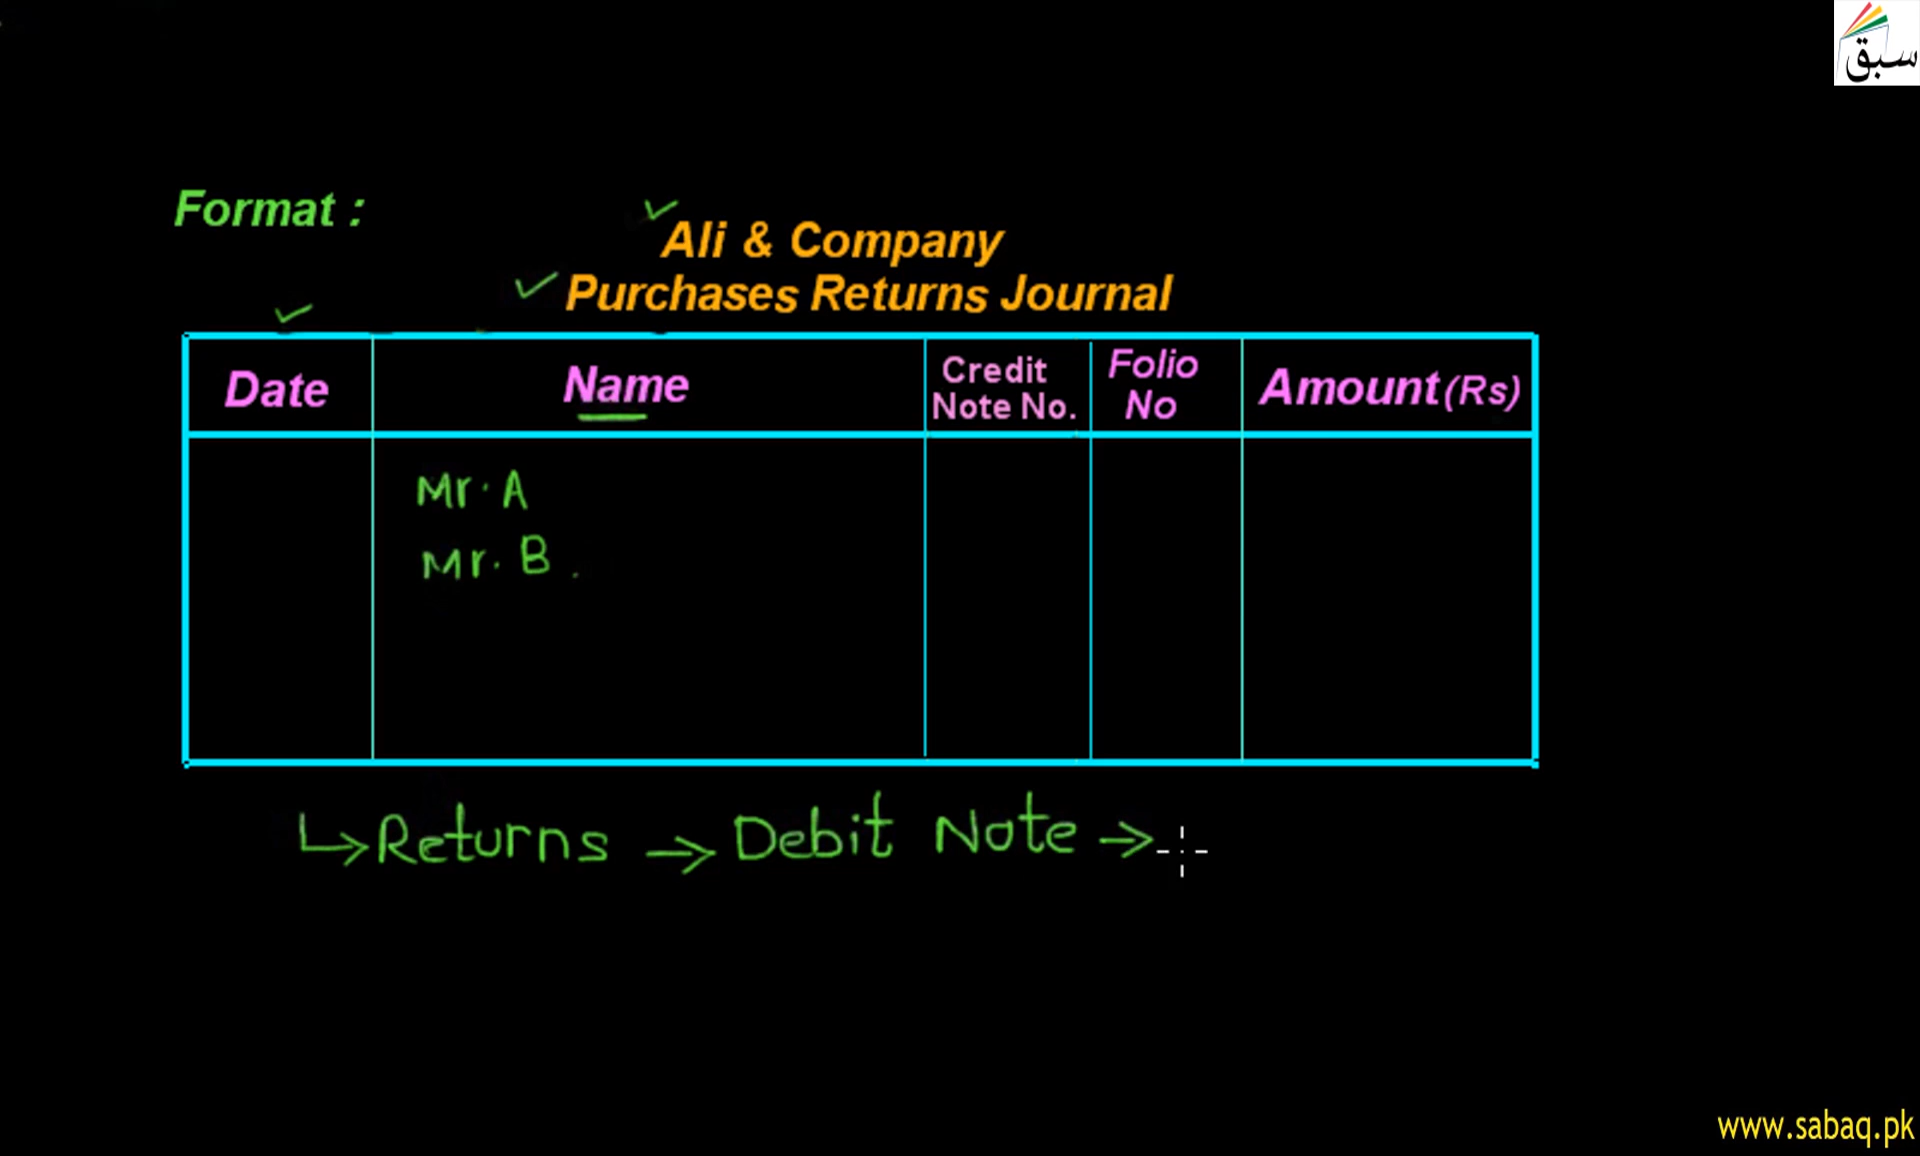 سبق
Format :
Ali & Company
Purchases Returns Journal
Date Name Credit Note No. Folio No Amount (Rs)
Mr. A
Mr. B.
Returns → Debit Note →
www.sabaq.pk